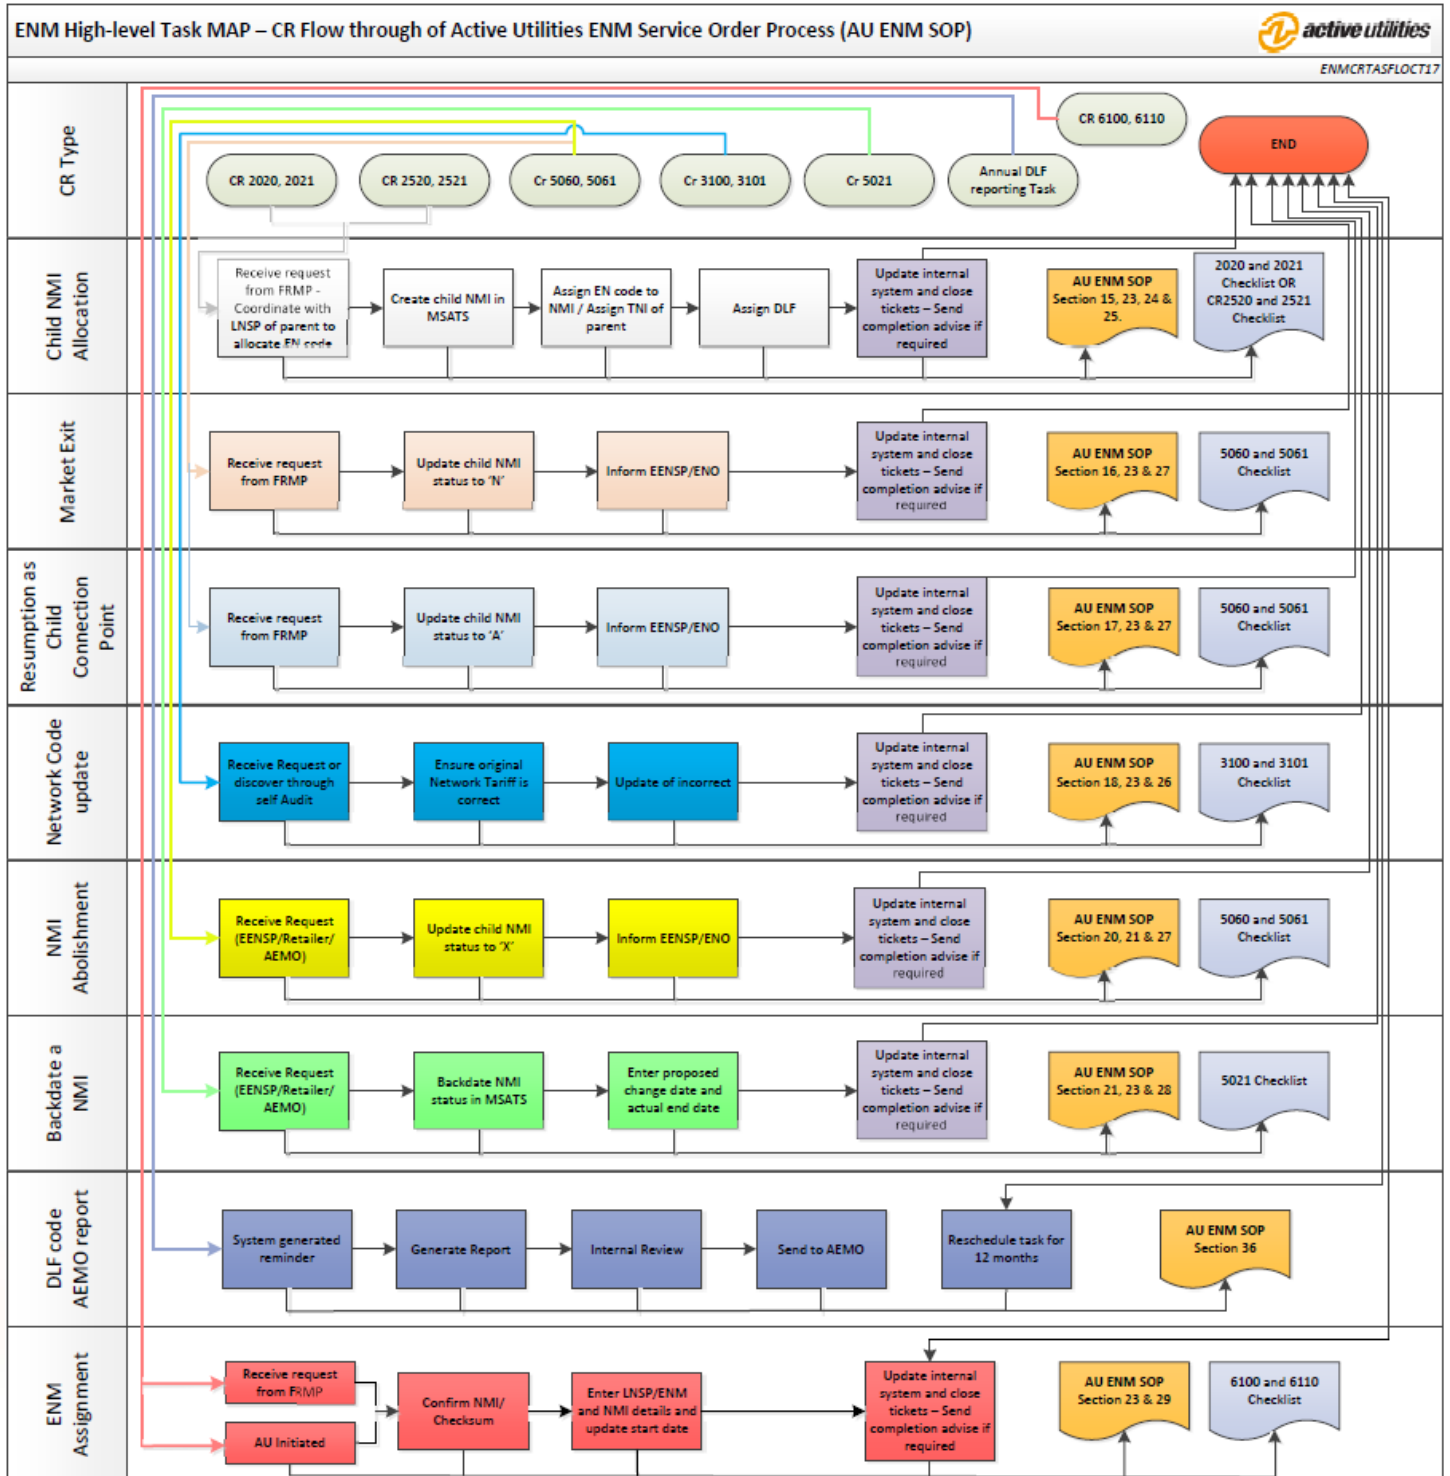 ENM High-level Task MAP – CR Flow through of Active Utilities ENM Service Order Process (AU ENM SOP)
active utilities
ENMCRTASFLOCT17
CR Type
CR 2020, 2021
CR 2520, 2521
Cr 5060, 5061
Cr 3100, 3101
Cr 5021
Annual DLF
reporting Task
CR 6100, 6110
END
Child NMI
Allocation
Receive request
from FRMP -
Coordinate with
LNSP of parent to
allocate EN code
Create child NMI in
MSATS
Assign EN code to
NMI / Assign TNI of
parent
Assign DLF
Update internal
system and close
tickets – Send
completion advise if
required
AU ENM SOP
Section 15, 23, 24 &
25.
2020 and 2021
Checklist OR
CR2520 and 2521
Checklist
Market Exit
Receive request
from FRMP
Update child NMI
status to ‘N’
Inform EENSP/ENO
Update internal
system and close
tickets – Send
completion advise if
required
AU ENM SOP
Section 16, 23 & 27
5060 and 5061
Checklist
Resumption as
Child
Connection
Point
Receive request
from FRMP
Update child NMI
status to ‘A’
Inform EENSP/ENO
Update internal
system and close
tickets – Send
completion advise if
required
AU ENM SOP
Section 17, 23 & 27
5060 and 5061
Checklist
Network Code
update
Receive Request or
discover through
self Audit
Ensure original
Network Tariff is
correct
Update of incorrect
Update internal
system and close
tickets – Send
completion advise if
required
AU ENM SOP
Section 18, 23 & 26
3100 and 3101
Checklist
NMI
Abolishment
Receive Request
(EENSP/Retailer/
AEMO)
Update child NMI
status to ‘X’
Inform EENSP/ENO
Update internal
system and close
tickets – Send
completion advise if
required
AU ENM SOP
Section 20, 21 & 27
5060 and 5061
Checklist
Backdate a
NMI
Receive Request
(EENSP/Retailer/
AEMO)
Backdate NMI
status in MSATS
Enter proposed
change date and
actual end date
Update internal
system and close
tickets – Send
completion advise if
required
AU ENM SOP
Section 21, 23 & 28
5021 Checklist
DLF code
AEMO report
System generated
reminder
Generate Report
Internal Review
Send to AEMO
Reschedule task for
12 months
AU ENM SOP
Section 36
ENM
Assignment
Receive request
from FRMP
AU Initiated
Confirm NMI/
Checksum
Enter LNSP/ENM
and NMI details and
update start date
Update internal
system and close
tickets – Send
completion advise if
required
AU ENM SOP
Section 23 & 29
6100 and 6110
Checklist